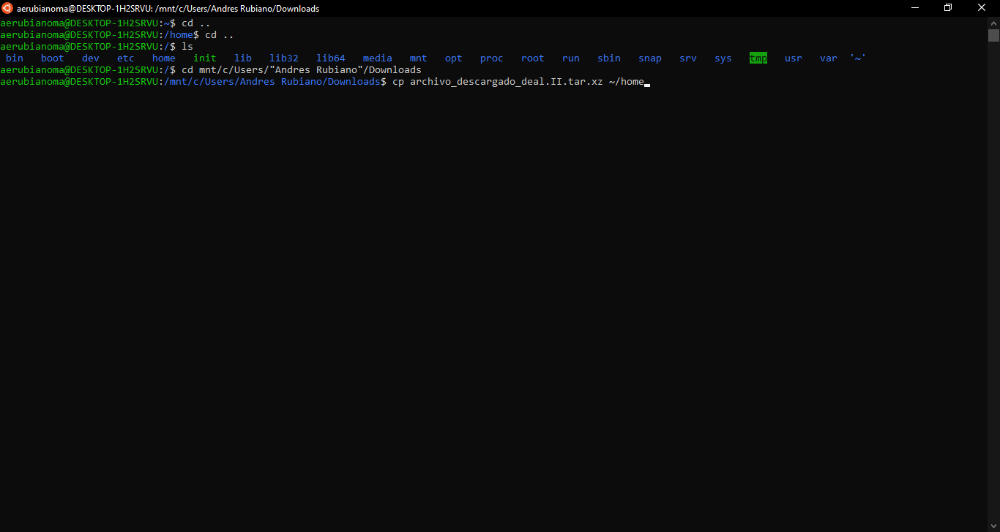 aerubianoma@DESKTOP-1H2SRVU: /mnt/c/Users/Andres Rubiano/Downloads
aerubianoma@DESKTOP-1H2SRVU:~$ cd ..
aerubianoma@DESKTOP-1H2SRVU:/home$ cd ..
aerubianoma@DESKTOP-1H2SRVU:/$ ls
bin boot dev etc home init lib lib32 lib64 media mnt opt proc root run sbin snap srv sys tmp usr var '~'
aerubianoma@DESKTOP-1H2SRVU:/$ cd mnt/c/Users/"Andres Rubiano"/Downloads
aerubianoma@DESKTOP-1H2SRVU:/mnt/c/Users/Andres Rubiano/Downloads$ cp archivo_descargado_deal.II.tar.xz ~/home